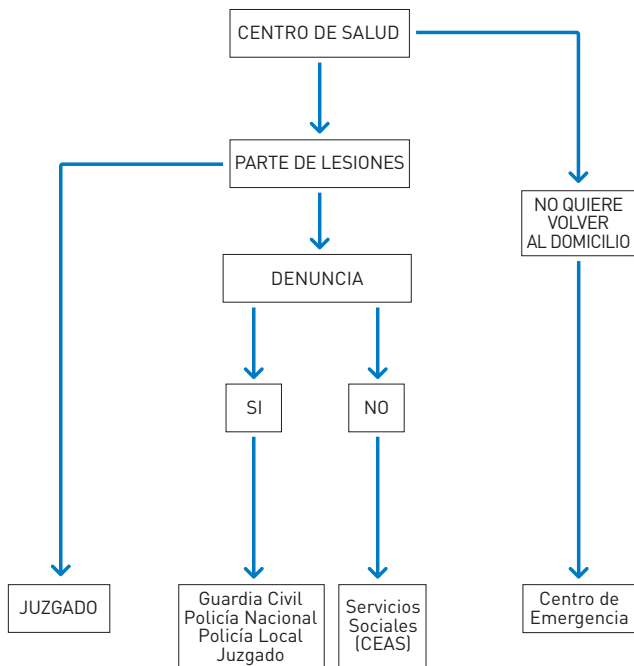 CENTRO DE SALUD
PARTE DE LESIONES
NO QUIERE
VOLVER
AL DOMICILIO
DENUNCIA
SI
NO
JUZGADO
Guardia Civil
Policía Nacional
Policía Local
Juzgado
Servicios
Sociales
(CEAS)
Centro de
Emergencia